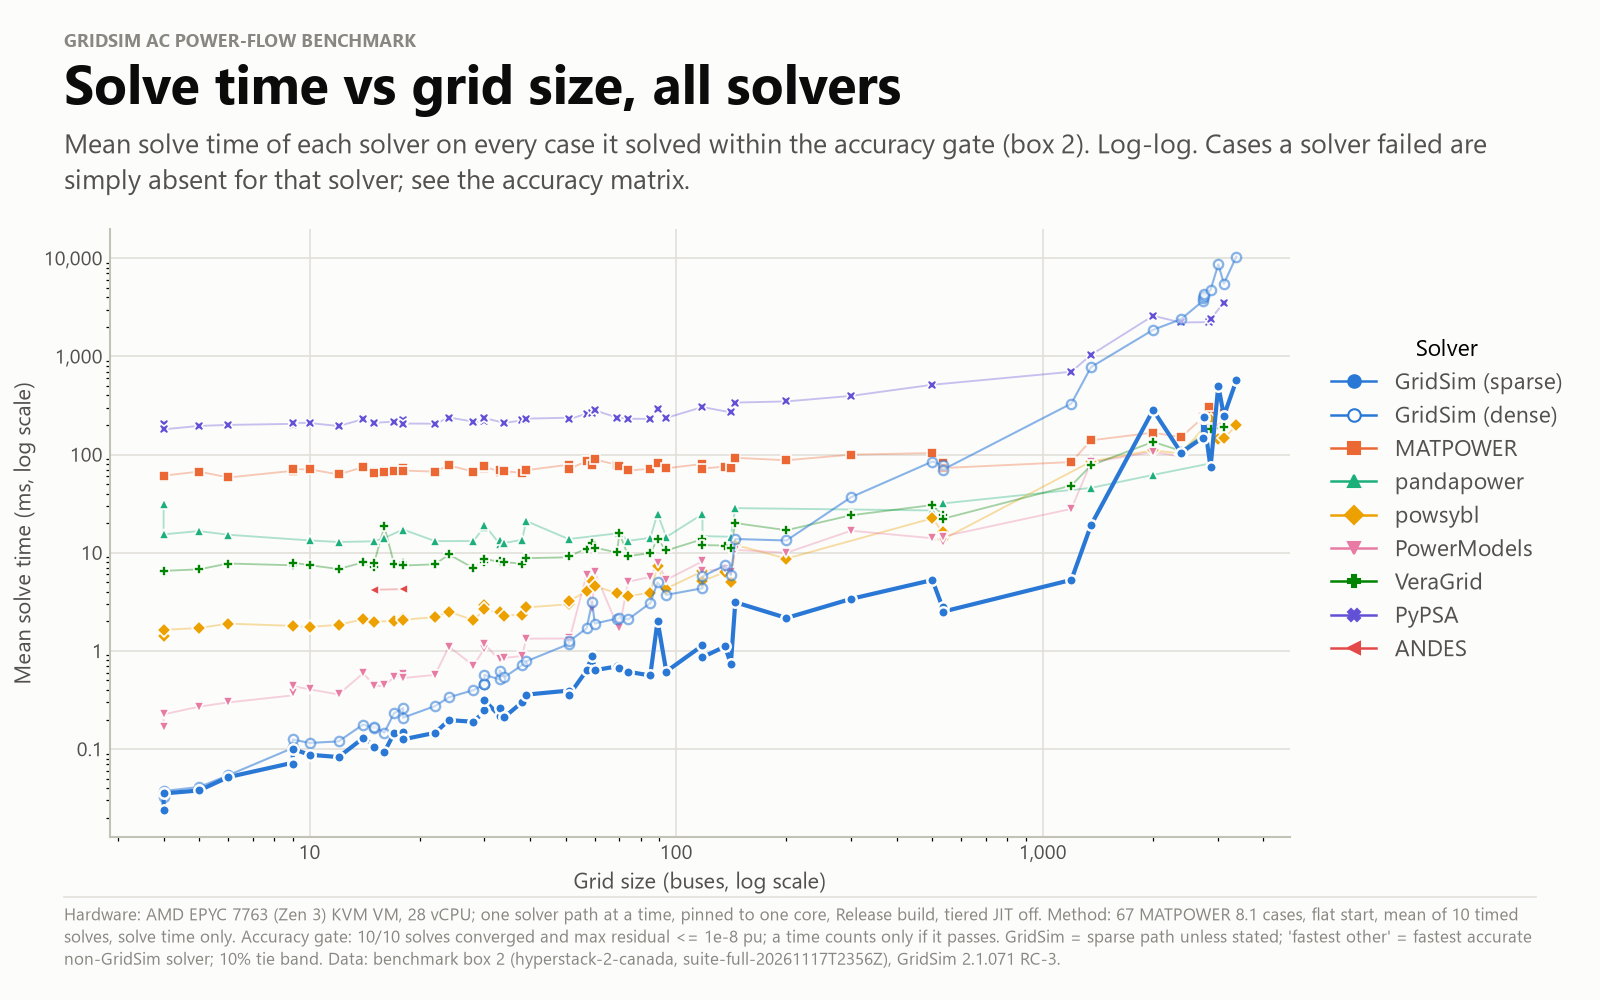 GRIDSIM AC POWER-FLOW BENCHMARK
Solve time vs grid size, all solvers
Mean solve time of each solver on every case it solved within the accuracy gate (box 2). Log-log. Cases a solver failed are
simply absent for that solver; see the accuracy matrix.
10,000
1,000
100
10
1
0.1
Mean solve time (ms, log scale)
10
100
1,000
Grid size (buses, log scale)
Solver
GridSim (sparse)
GridSim (dense)
MATPOWER
pandapower
powsybl
PowerModels
VeraGrid
PyPSA
ANDES
Hardware: AMD EPYC 7763 (Zen 3) KVM VM, 28 vCPU; one solver path at a time, pinned to one core, Release build, tiered JIT off. Method: 67 MATPOWER 8.1 cases, flat start, mean of 10 timed
solves, solve time only. Accuracy gate: 10/10 solves converged and max residual <= 1e-8 pu; a time counts only if it passes. GridSim = sparse path unless stated; 'fastest other' = fastest accurate
non-GridSim solver; 10% tie band. Data: benchmark box 2 (hyperstack-2-canada, suite-full-20261117T2356Z), GridSim 2.1.071 RC-3.